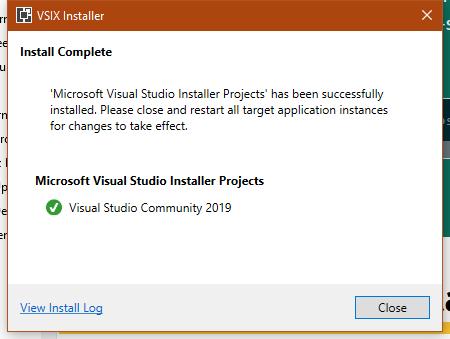 VSIX Installer
Install Complete
'Microsoft Visual Studio Installer Projects' has been successfully
installed. Please close and restart all target application instances
for changes to take effect.
Microsoft Visual Studio Installer Projects
Visual Studio Community 2019
View Install Log
Close